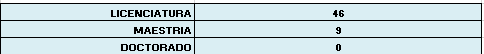 LICENCIATURA 46
MAESTRIA 9
DOCTORADO 0